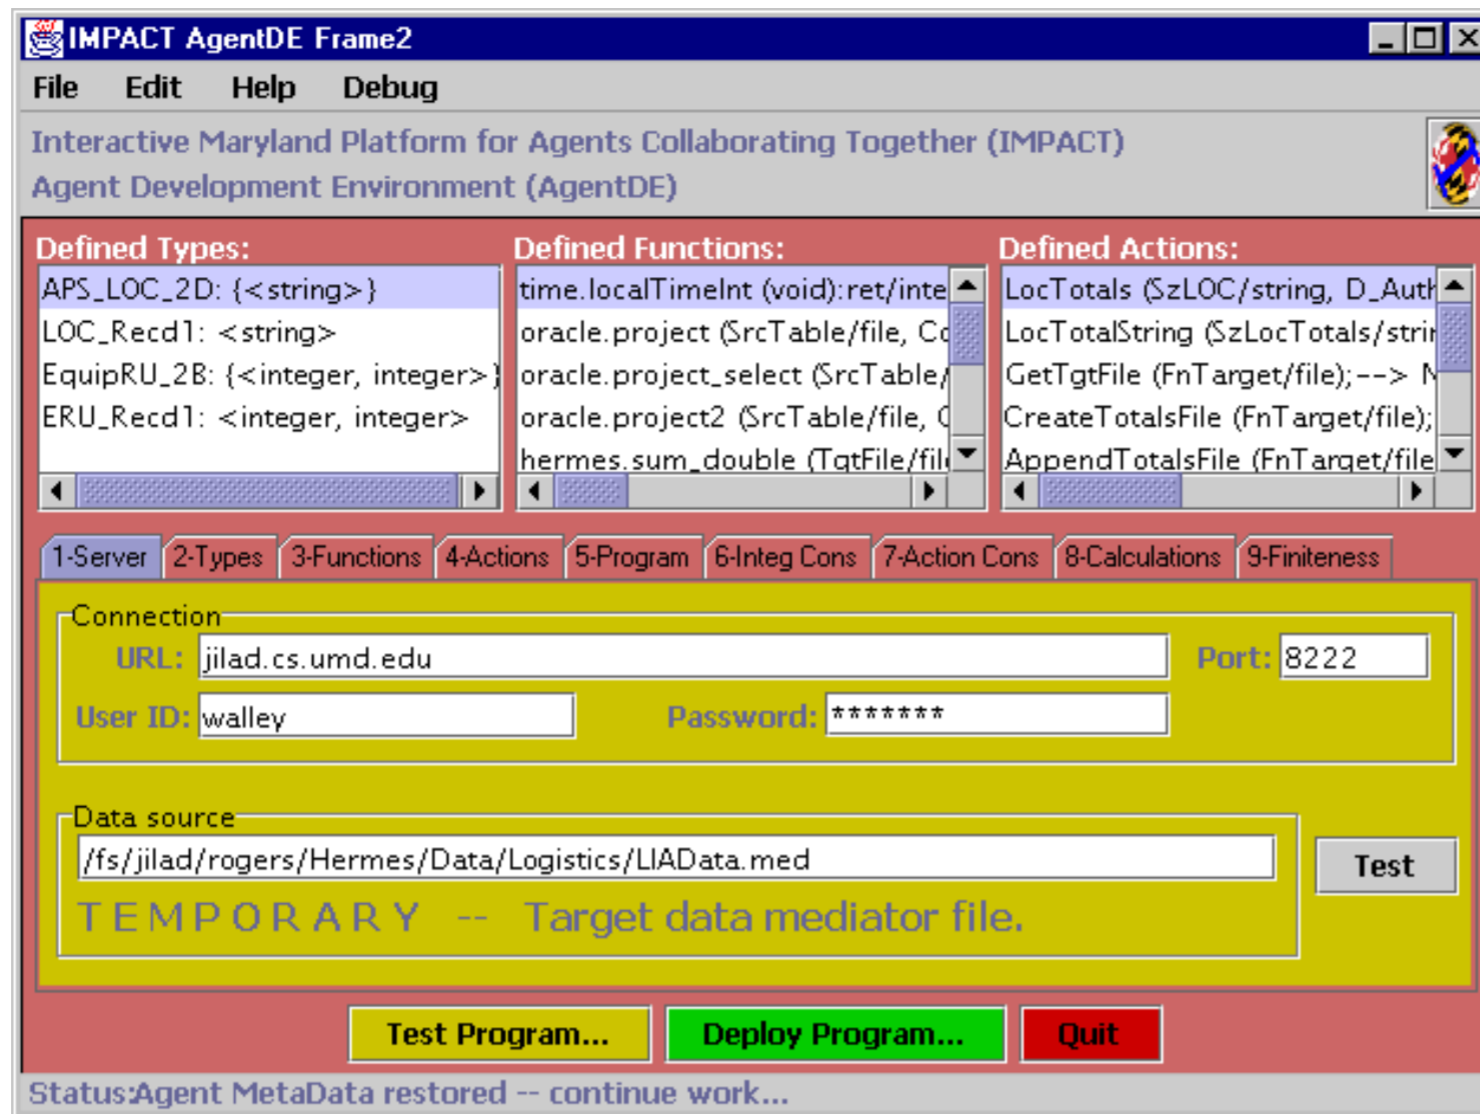 IMPACT AgentDE Frame2
File Edit Help Debug
Interactive Maryland Platform for Agents Collaborating Together (IMPACT)
Agent Development Environment (AgentDE)
Defined Types: Defined Functions: Defined Actions:
APS_LOC_2D: {<string>} time.localTimeInt (void):ret/inte LocTotals (SzLOC/string, D_Auth
LOC_Recd1: <string> oracle.project (SrcTable/file, Co LocTotalString (SzLocTotals/strin
EquipRU_2B: {<integer, integer>} oracle.project_select (SrcTable/ GetTgtFile (FnTarget/file);--> N
ERU_Recd1: <integer, integer> oracle.project2 (SrcTable/file, C CreateTotalsFile (FnTarget/file);
hermes.sum_double (TgtFile/file AppendTotalsFile (FnTarget/file
1-Server 2-Types 3-Functions 4-Actions 5-Program 6-Integ Cons 7-Action Cons 8-Calculations 9-Finiteness
Connection
URL: jilad.cs.umd.edu Port: 8222
User ID: walley Password: *******
Data source
/fs/jilad/rogers/Hermes/Data/Logistics/LIAData.med
Test
TEMPORARY -- Target data mediator file.
Test Program... Deploy Program... Quit
Status:Agent MetaData restored -- continue work...